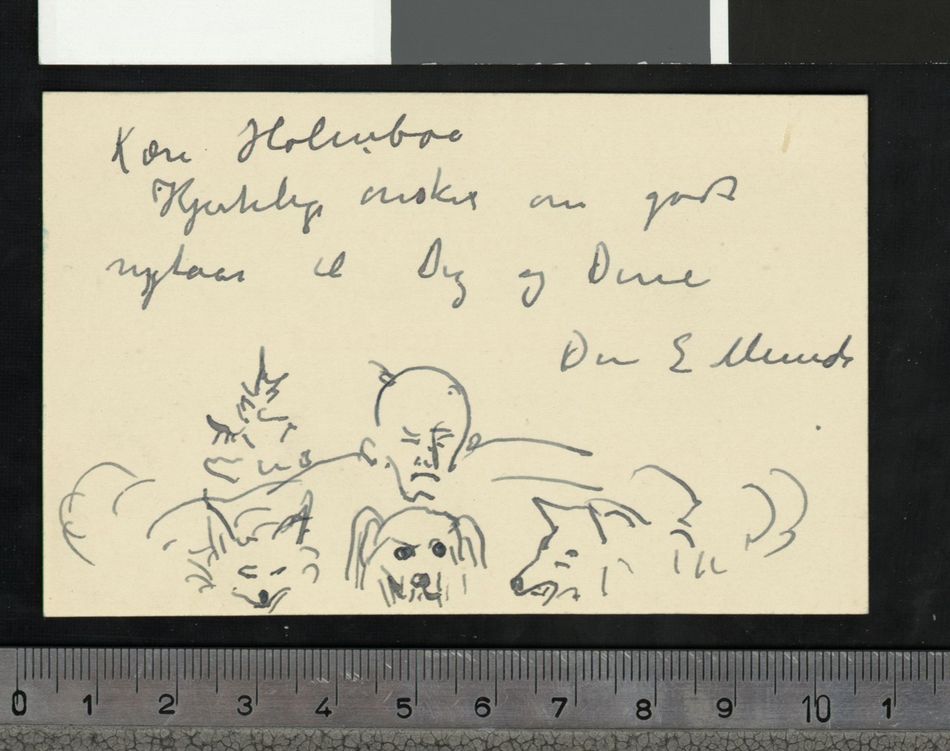 Kære Holmboe
Hjertelige ønsker om godt
nytaar til Dig og Dine
Din E Munch
0 1 2 3 4 5 6 7 8 9 10 1